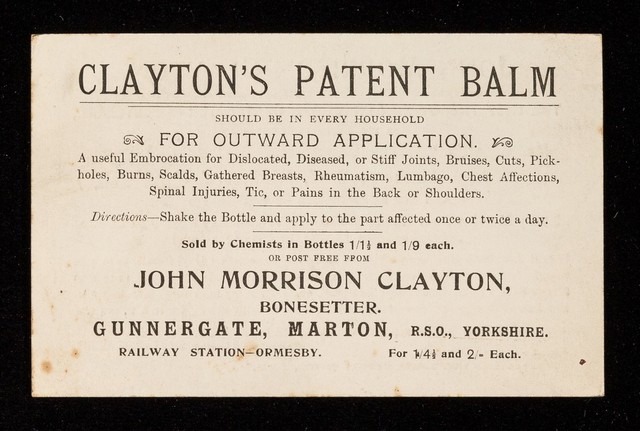 CLAYTON'S PATENT BALM
SHOULD BE IN EVERY HOUSEHOLD
FOR OUTWARD APPLICATION.
A useful Embrocation for Dislocated, Diseased, or Stiff Joints, Bruises, Cuts, Pick-
holes, Burns, Scalds, Gathered Breasts, Rheumatism, Lumbago, Chest Affections,
Spinal Injuries, Tic, or Pains in the Back or Shoulders.
Directions—Shake the Bottle and apply to the part affected once or twice a day.
Sold by Chemists in Bottles 1/1½ and 1/9 each.
OR POST FREE FPOM
JOHN MORRISON CLAYTON,
BONESETTER.
GUNNERGATE, MARTON, R.S.O., YORKSHIRE.
RAILWAY STATION—ORMESBY. For 1/4½ and 2/- Each.